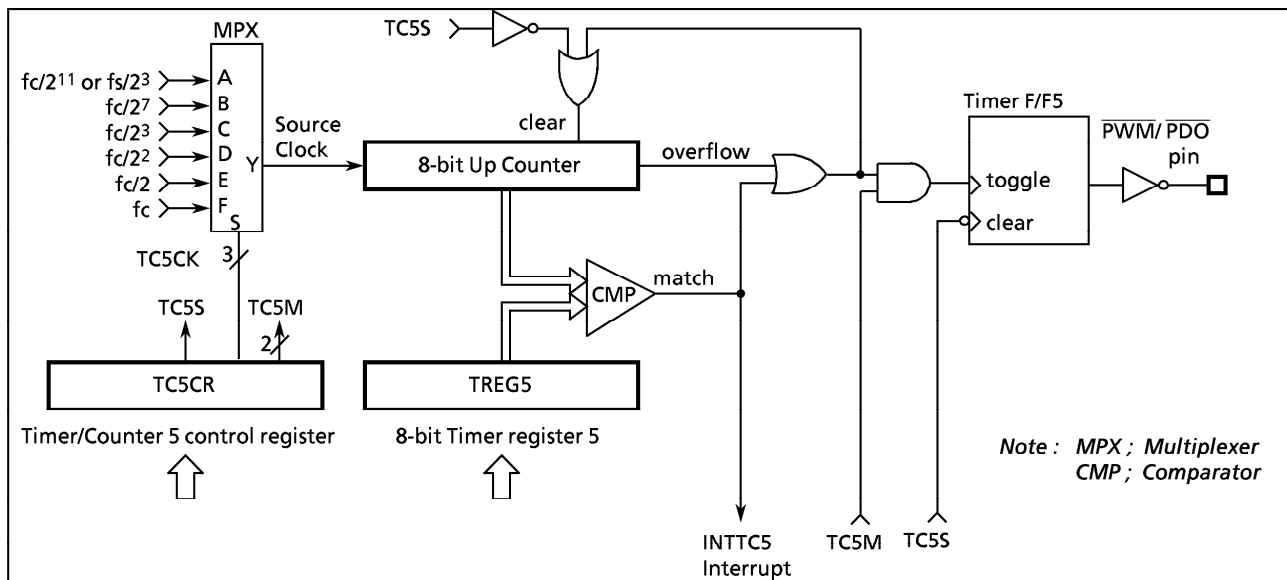 MPX
TC5S
fc/2¹¹ or fs/2³
fc/2⁷
fc/2³
fc/2²
fc/2
fc
A
B
C
D
E
F
Y
S
Source
Clock
TC5CK
3
clear
8-bit Up Counter
overflow
Timer F/F5
toggle
clear
P̅W̅M̅/ P̅D̅O̅
pin
CMP
match
TC5S
TC5M
2
TC5CR
TREG5
Timer/Counter 5 control register
8-bit Timer register 5
Note : MPX ; Multiplexer
CMP ; Comparator
INTTC5
Interrupt
TC5M
TC5S